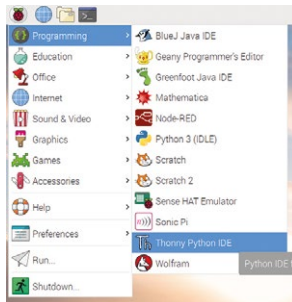 Programming
Education
Office
Internet
Sound & Video
Graphics
Games
Accessories
Help
Preferences
Run...
Shutdown...
BlueJ Java IDE
Geany Programmer's Editor
Greenfoot Java IDE
Mathematica
Node-RED
Python 3 (IDLE)
Scratch
Scratch 2
Sense HAT Emulator
Sonic Pi
Thonny Python IDE
Wolfram
Python IDE